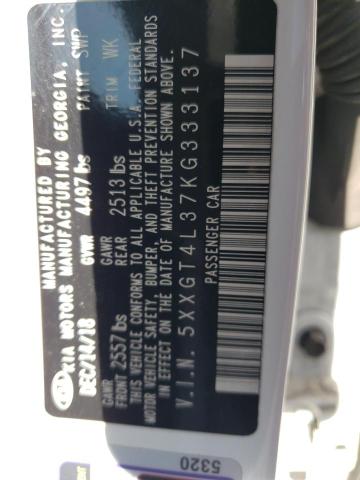 MANUFACTURED BY
KIA MOTORS MANUFACTURING GEORGIA, INC.
DEC/14/18 GVWR 4497 lbs PAINT SWP
GAWR FRONT 2557 lbs GAWR REAR 2513 lbs TRIM WK
THIS VEHICLE CONFORMS TO ALL APPLICABLE U.S.A. FEDERAL
MOTOR VEHICLE SAFETY, BUMPER, AND THEFT PREVENTION STANDARDS
IN EFFECT ON THE DATE OF MANUFACTURE SHOWN ABOVE.
V.I.N. 5XXGT4L37KG333137
PASSENGER CAR
5320